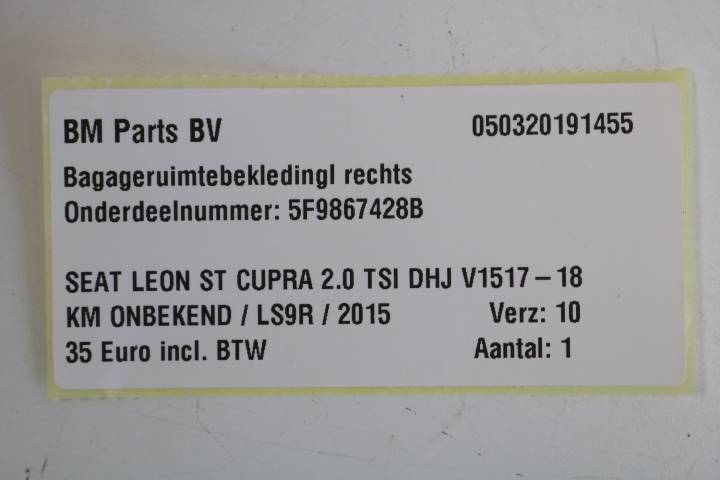 BM Parts BV 050320191455
Bagageruimtebekledingl rechts
Onderdeelnummer: 5F9867428B
SEAT LEON ST CUPRA 2.0 TSI DHJ V1517 – 18
KM ONBEKEND / LS9R / 2015 Verz: 10
35 Euro incl. BTW Aantal: 1